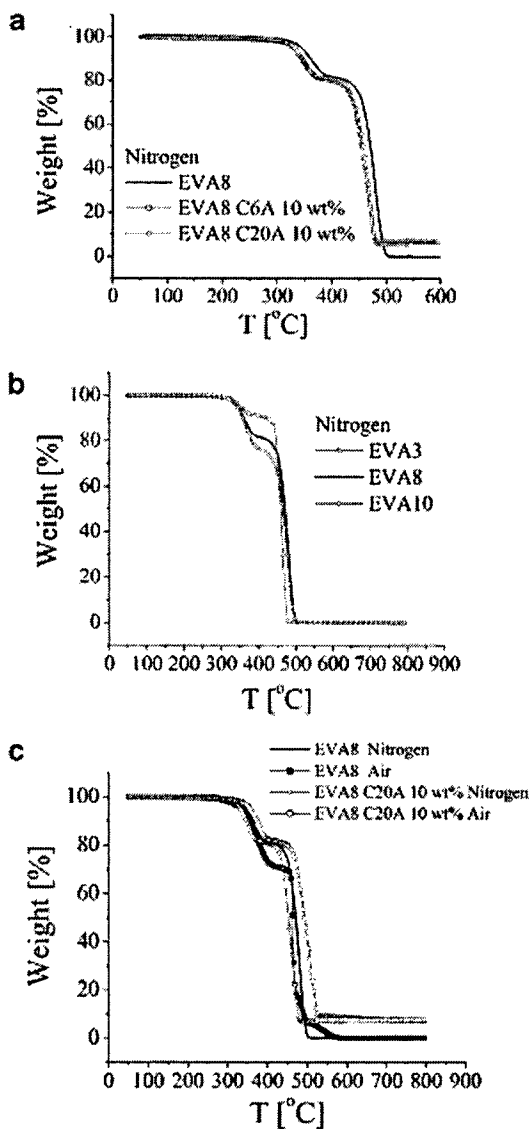 a
100
80
60
40
20
0
Weight [%]
Nitrogen
EVA8
EVA8 C6A 10 wt%
EVA8 C20A 10 wt%
0 100 200 300 400 500 600
T [°C]
b
100
80
60
40
20
0
Weight [%]
Nitrogen
EVA3
EVA8
EVA10
0 100 200 300 400 500 600 700 800 900
T [°C]
c
EVA8 Nitrogen
EVA8 Air
EVA8 C20A 10 wt% Nitrogen
EVA8 C20A 10 wt% Air
100
80
60
40
20
0
Weight [%]
0 100 200 300 400 500 600 700 800 900
T [°C]